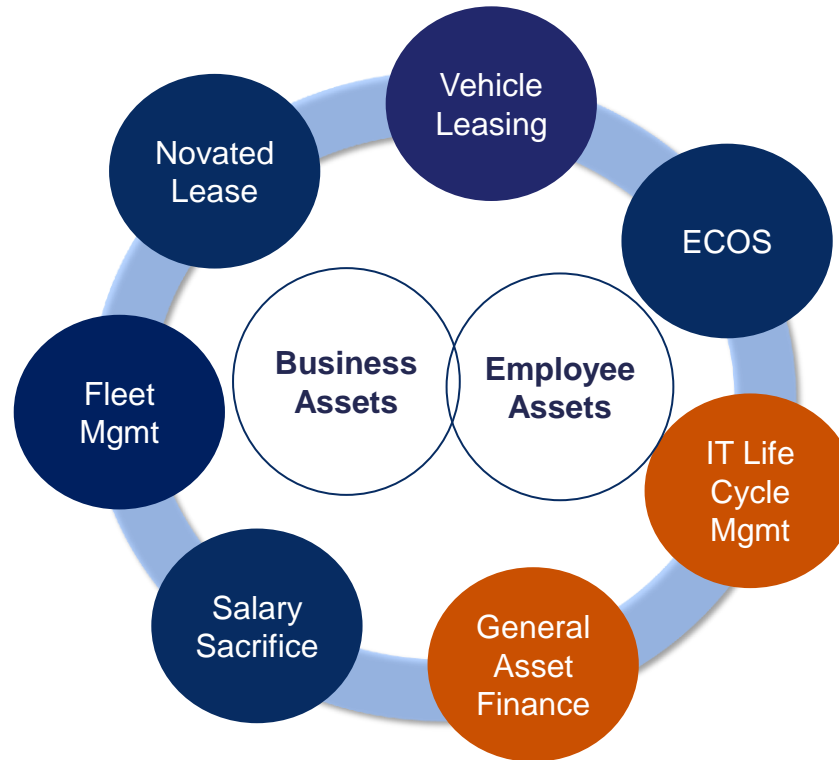 Vehicle
Leasing
Novated
Lease
ECOS
Business
Assets
Employee
Assets
Fleet
Mgmt
IT Life
Cycle
Mgmt
Salary
Sacrifice
General
Asset
Finance